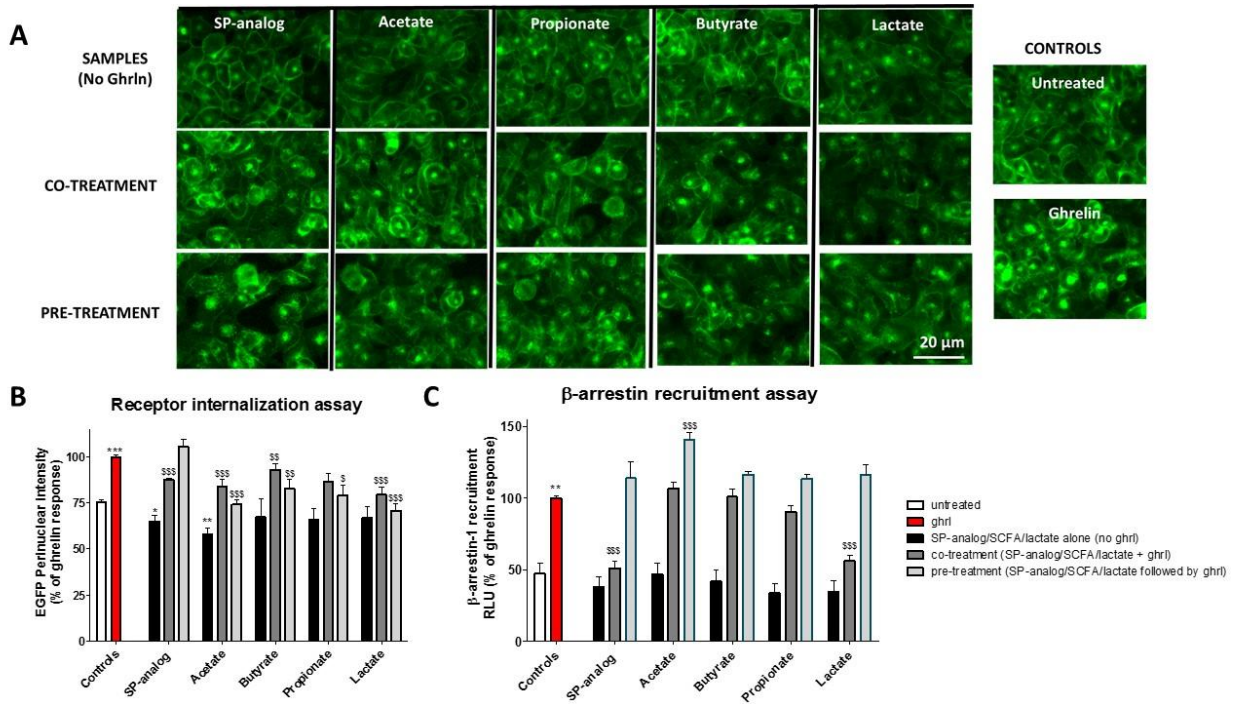 A
SP-analog
Acetate
Propionate
Butyrate
Lactate
SAMPLES
(No Ghrln)
CO-TREATMENT
PRE-TREATMENT
20 µm
CONTROLS
Untreated
Ghrelin
B
Receptor internalization assay
EGFP Perinuclear intensity
(% of ghrelin response)
125
100
75
50
25
0
***
*
$$$
**
$$$
$$$
$$
$$
$
$$$
$$$
Controls
SP-analog
Acetate
Butyrate
Propionate
Lactate
C
β-arrestin recruitment assay
β-arrestin-1 recruitment
RLU (% of ghrelin response)
150
100
50
0
**
$$$
$$$
$$$
Controls
SP-analog
Acetate
Butyrate
Propionate
Lactate
untreated
ghrl
SP-analog/SCFA/lactate alone (no ghrl)
co-treatment (SP-analog/SCFA/lactate + ghrl)
pre-treatment (SP-analog/SCFA/lactate followed by ghrl)